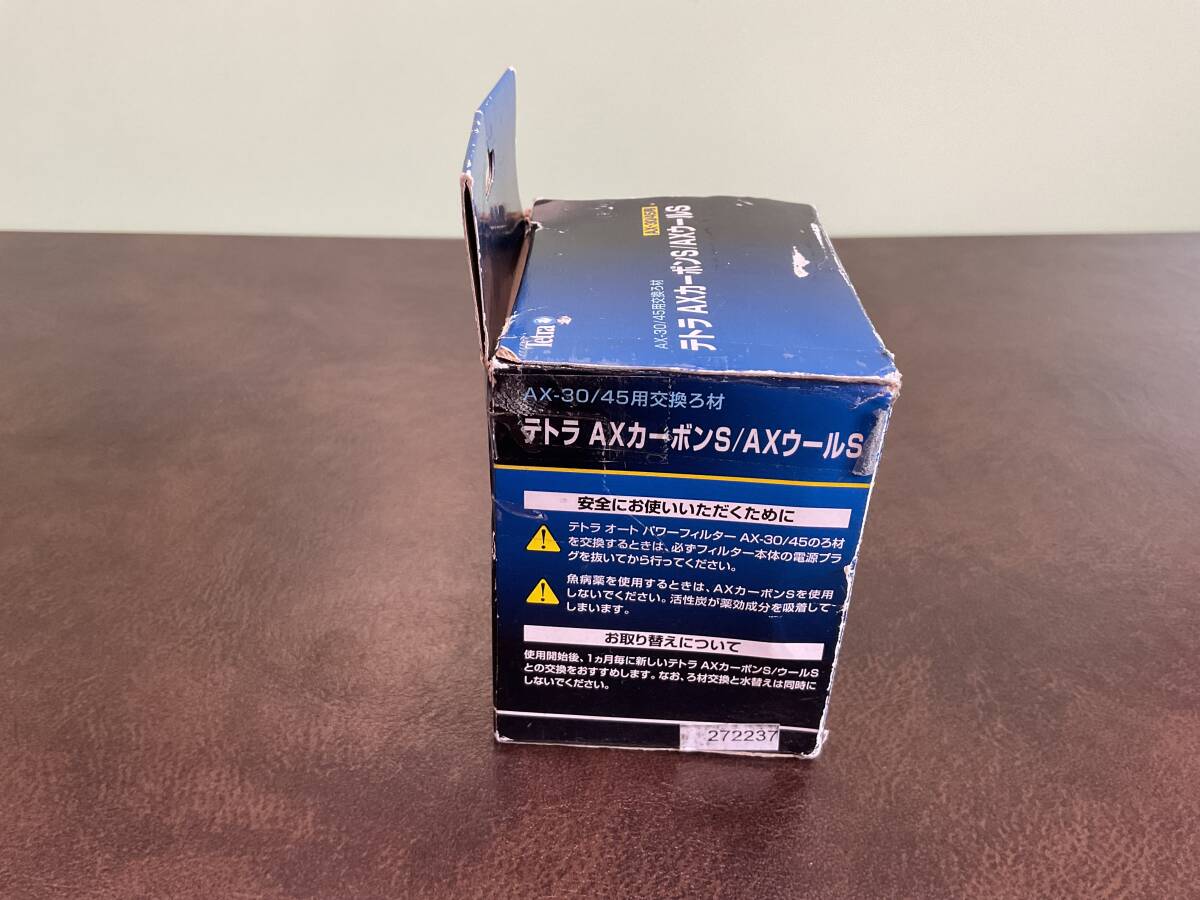 Tetra
AX-30/45用交換ろ材
テトラ AXカーボンS/AXウールS
AX-30/45用交換ろ材
テトラ AXカーボンS/AXウールS
安全にお使いいただくために
テトラ オート パワーフィルター AX-30/45のろ材
を交換するときは、必ずフィルター本体の電源プラ
グを抜いてから行ってください。
魚病薬を使用するときは、AXカーボンSを使用
しないでください。活性炭が薬効成分を吸着して
しまいます。
お取り替えについて
使用開始後、1ヵ月毎に新しいテトラ AXカーボンS/ウールS
との交換をおすすめします。なお、ろ材交換と水替えは同時に
しないでください。
272237